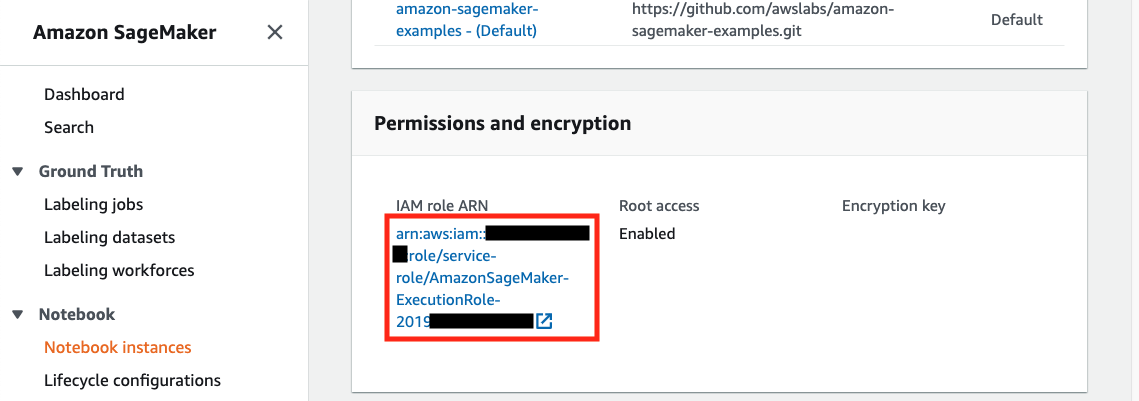 Amazon SageMaker
Dashboard
Search
Ground Truth
Labeling jobs
Labeling datasets
Labeling workforces
Notebook
Notebook instances
Lifecycle configurations
amazon-sagemaker-
examples - (Default)
https://github.com/awslabs/amazon-
sagemaker-examples.git
Default
Permissions and encryption
IAM role ARN
arn:aws:iam::
role/service-
role/AmazonSageMaker-
ExecutionRole-
2019
Root access
Enabled
Encryption key